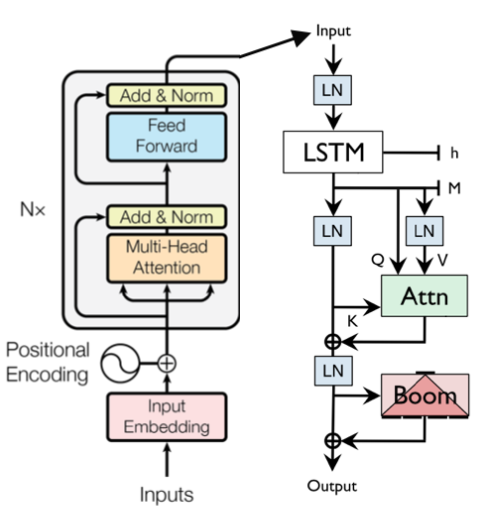 Add & Norm
Feed
Forward
Nx
Add & Norm
Multi-Head
Attention
Positional
Encoding
Input
Embedding
Inputs
Input
LN
LSTM
h
M
LN
LN
Q
V
Attn
K
LN
Boom
Output